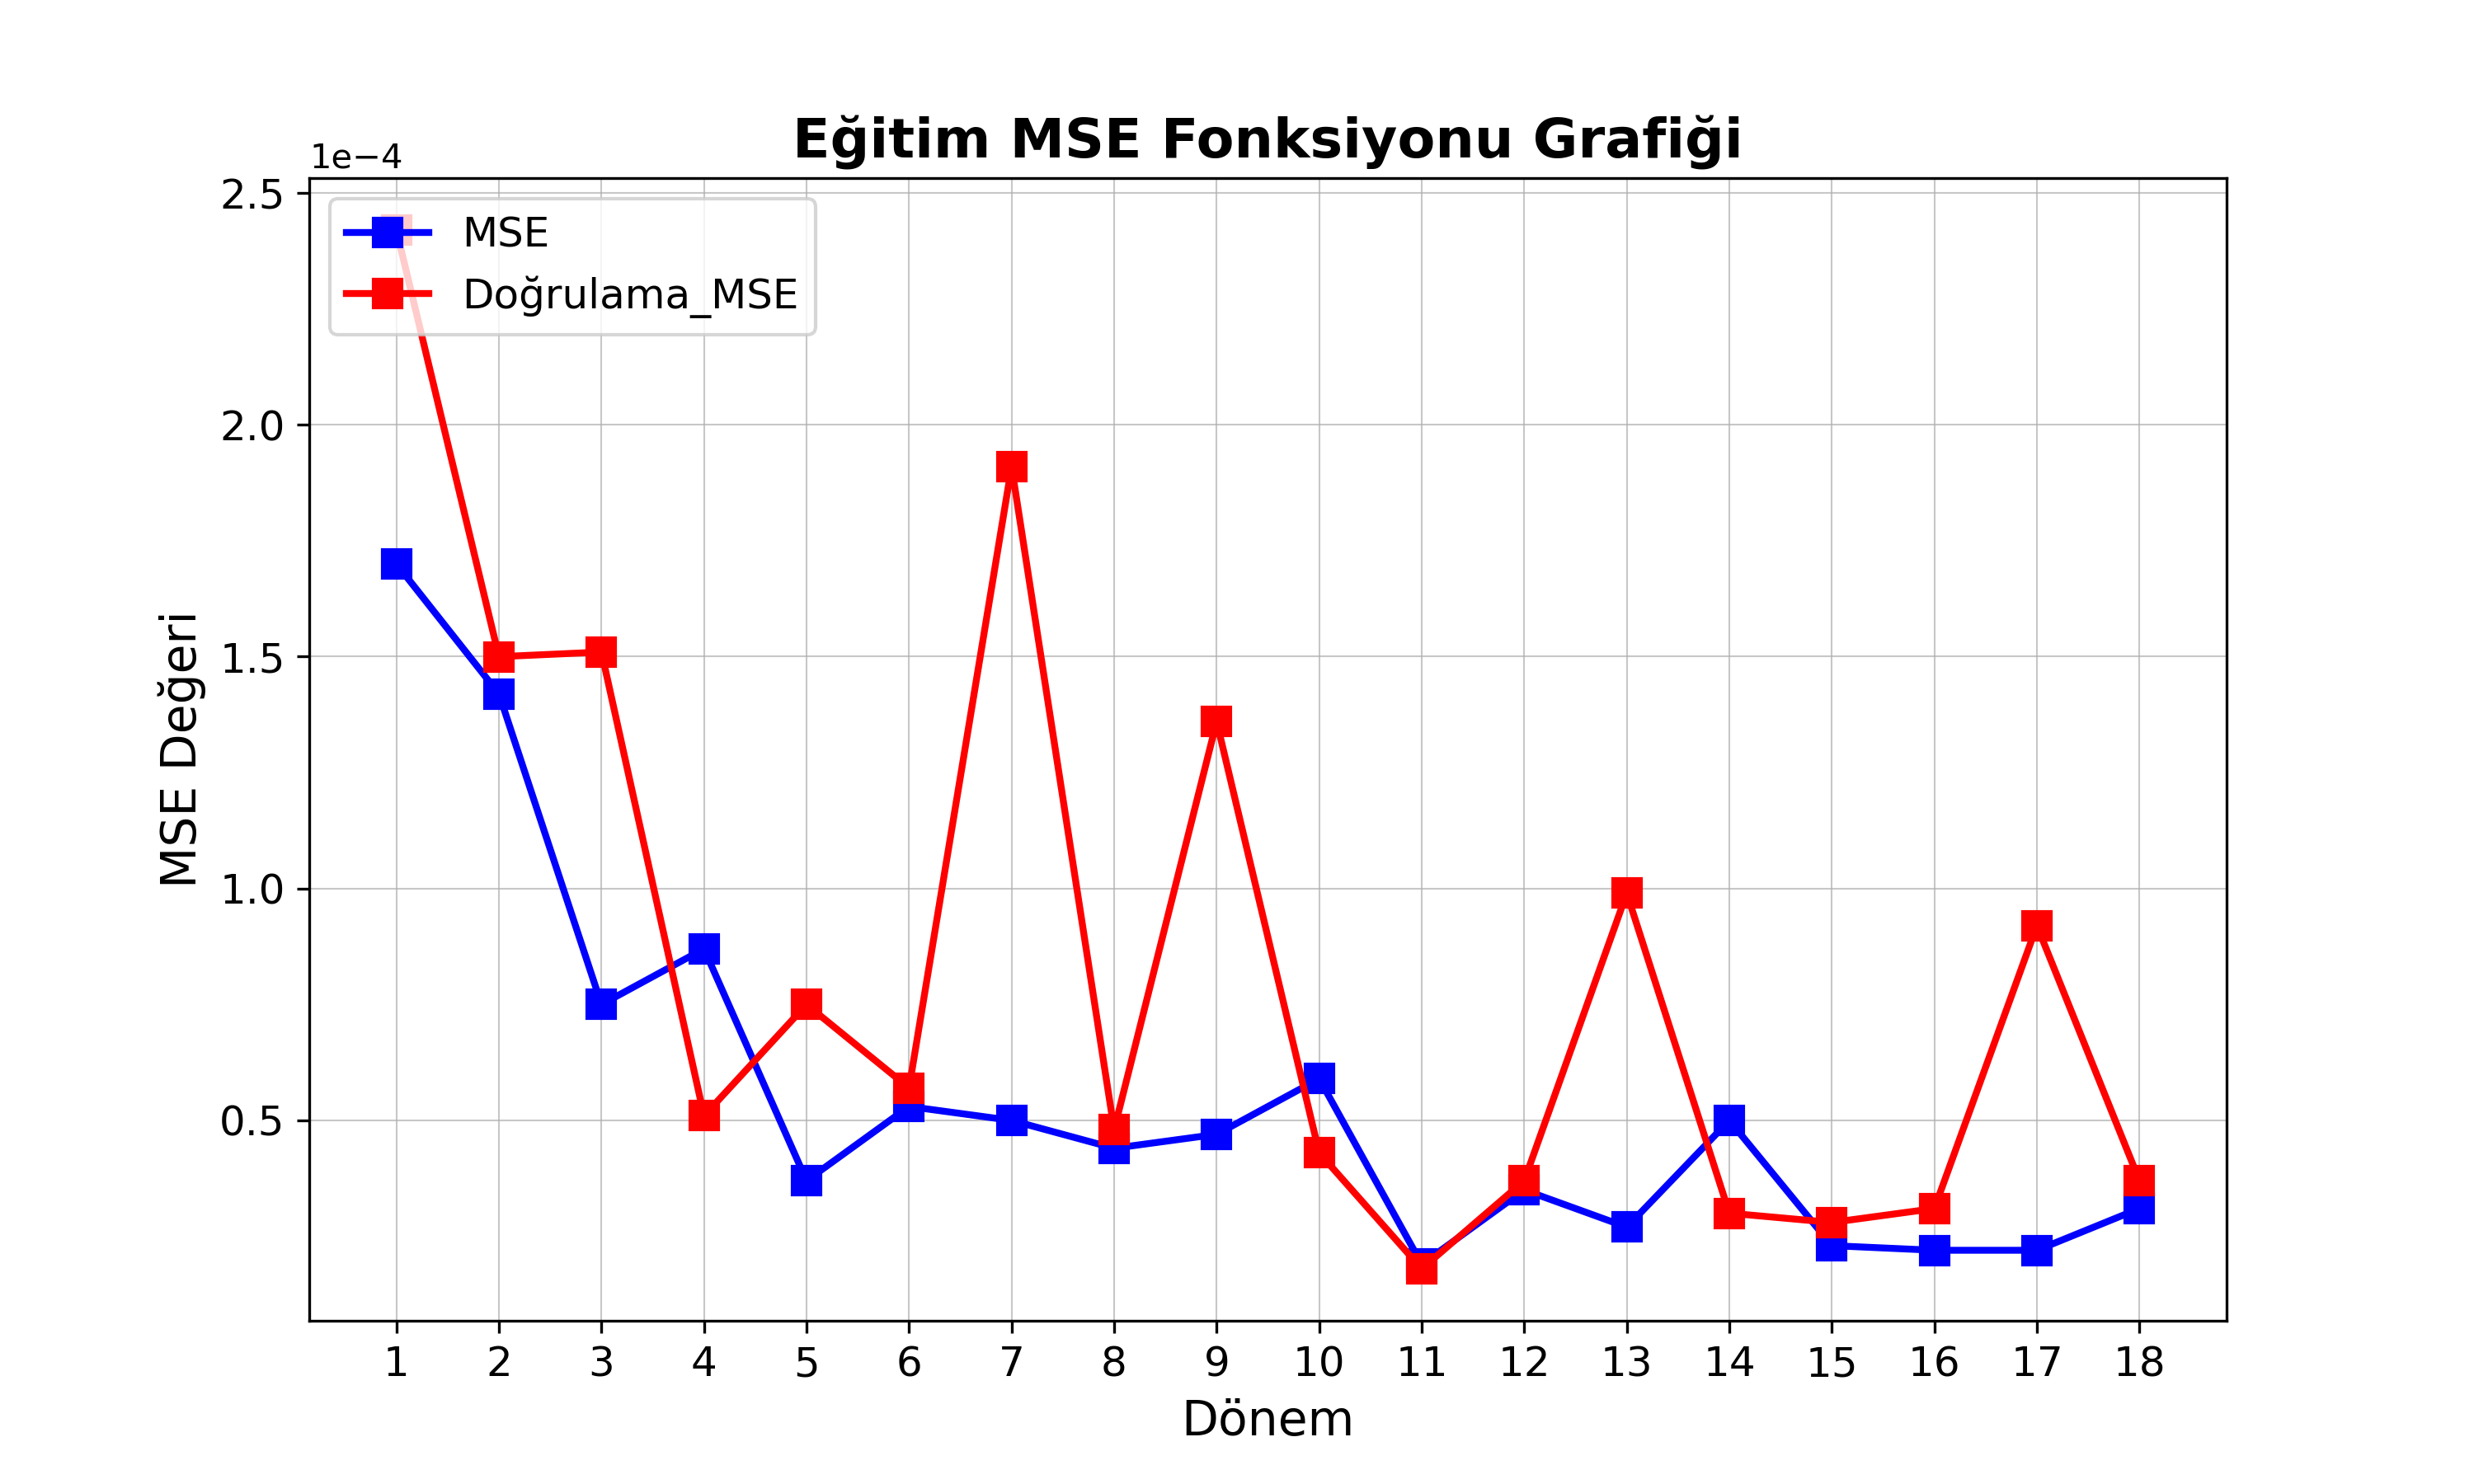 Eğitim MSE Fonksiyonu Grafiği
1e−4
MSE
Doğrulama_MSE
2.5
2.0
1.5
1.0
0.5
MSE Değeri
1 2 3 4 5 6 7 8 9 10 11 12 13 14 15 16 17 18
Dönem